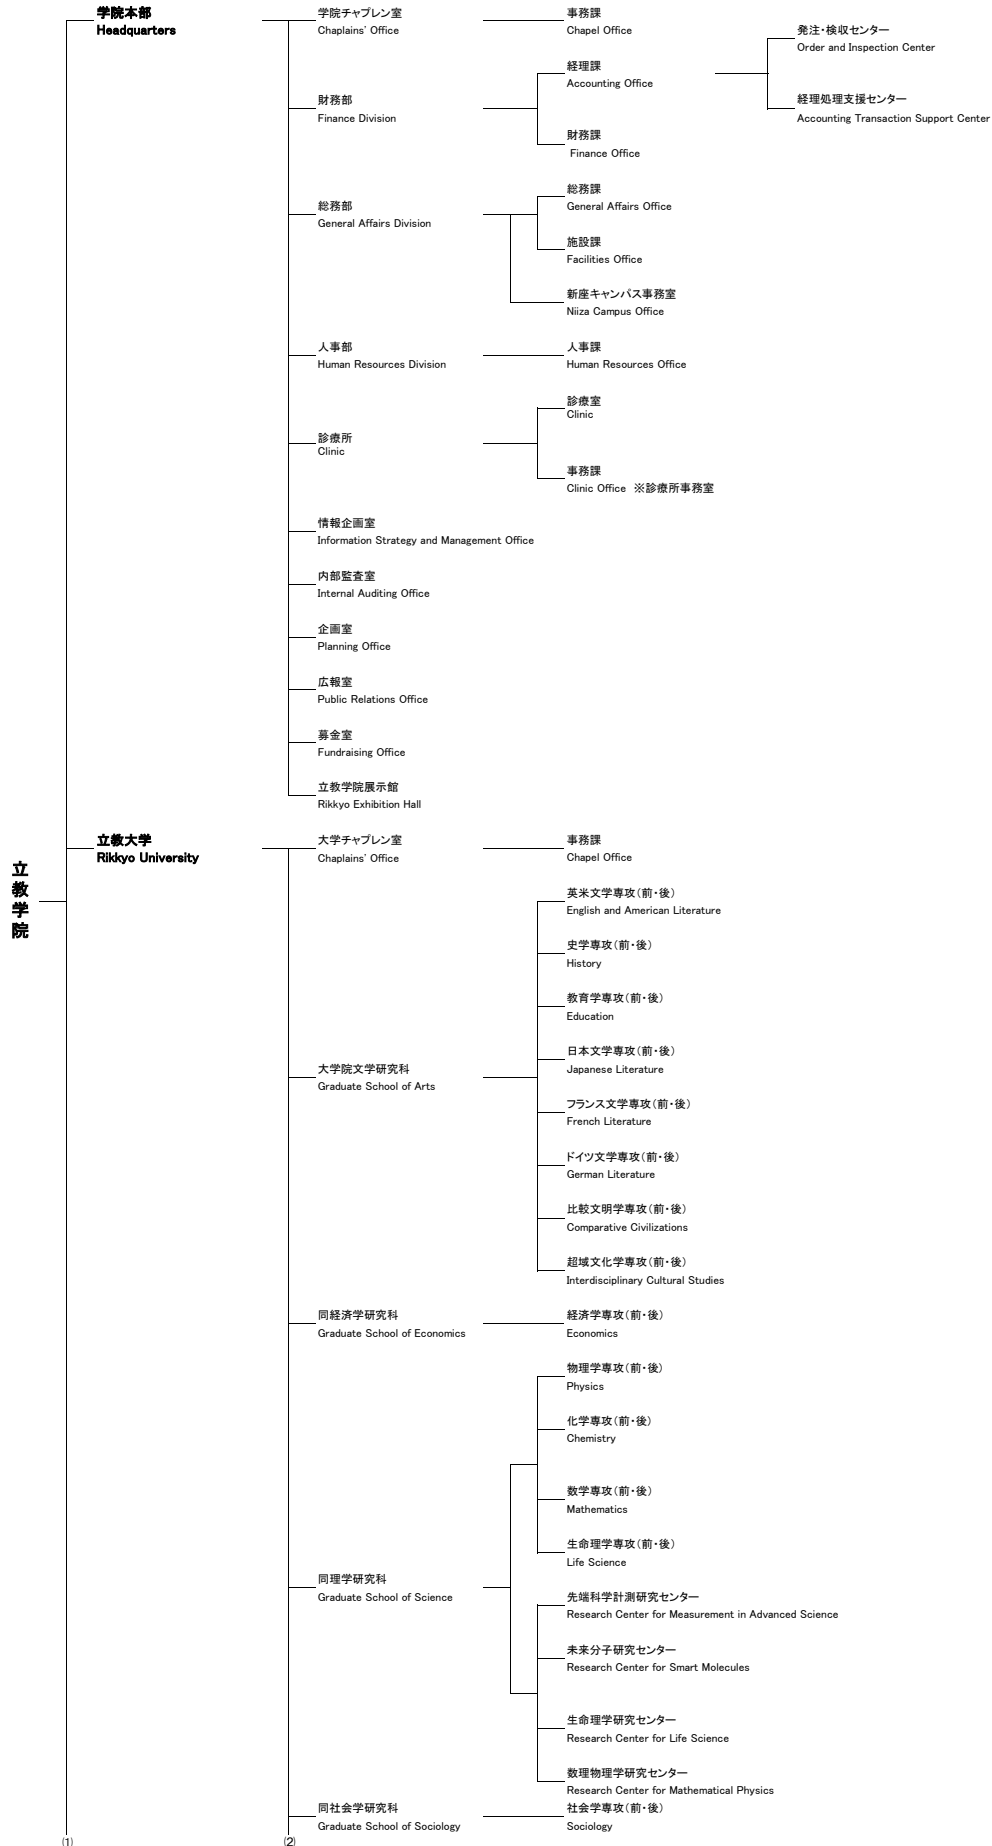 学院本部
Headquarters
学院チャプレン室
Chaplains' Office
事務課
Chapel Office
財務部
Finance Division
経理課
Accounting Office
発注・検収センター
Order and Inspection Center
経理処理支援センター
Accounting Transaction Support Center
財務課
Finance Office
総務部
General Affairs Division
総務課
General Affairs Office
施設課
Facilities Office
新座キャンパス事務室
Niiza Campus Office
人事部
Human Resources Division
人事課
Human Resources Office
診療所
Clinic
診療室
Clinic
事務課
Clinic Office ※診療所事務室
情報企画室
Information Strategy and Management Office
内部監査室
Internal Auditing Office
企画室
Planning Office
広報室
Public Relations Office
募金室
Fundraising Office
立教学院展示館
Rikkyo Exhibition Hall
立教学院
立教大学
Rikkyo University
大学チャプレン室
Chaplains' Office
事務課
Chapel Office
大学院文学研究科
Graduate School of Arts
英米文学専攻(前・後)
English and American Literature
史学専攻(前・後)
History
教育学専攻(前・後)
Education
日本文学専攻(前・後)
Japanese Literature
フランス文学専攻(前・後)
French Literature
ドイツ文学専攻(前・後)
German Literature
比較文明学専攻(前・後)
Comparative Civilizations
超域文化学専攻(前・後)
Interdisciplinary Cultural Studies
同経済学研究科
Graduate School of Economics
経済学専攻(前・後)
Economics
同理学研究科
Graduate School of Science
物理学専攻(前・後)
Physics
化学専攻(前・後)
Chemistry
数学専攻(前・後)
Mathematics
生命理学専攻(前・後)
Life Science
先端科学計測研究センター
Research Center for Measurement in Advanced Science
未来分子研究センター
Research Center for Smart Molecules
生命理学研究センター
Research Center for Life Science
数理物理学研究センター
Research Center for Mathematical Physics
同社会学研究科
Graduate School of Sociology
社会学専攻(前・後)
Sociology
(1)
(2)